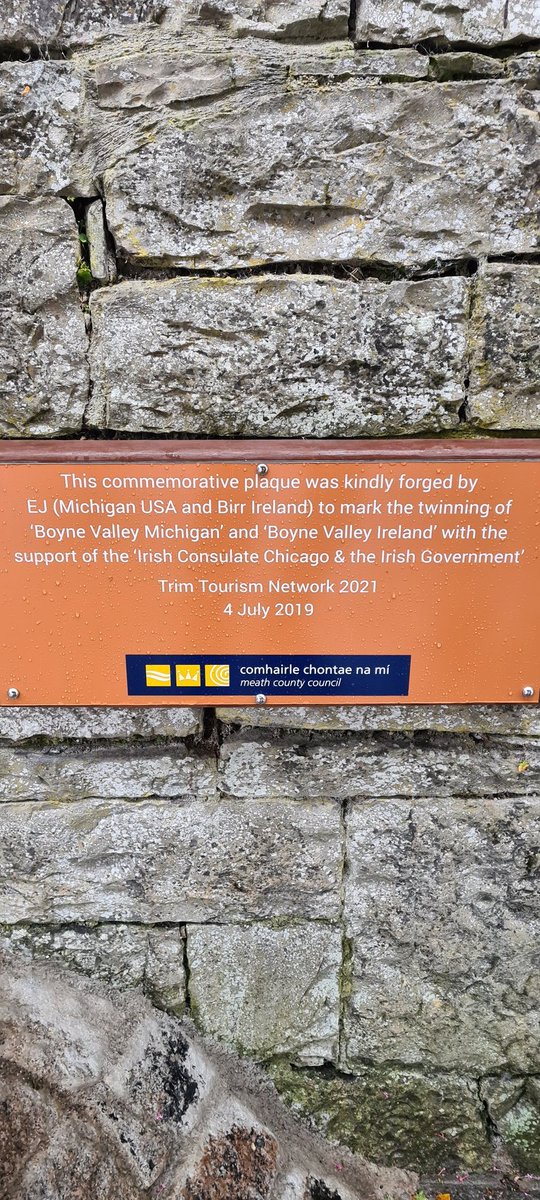 This commemorative plaque was kindly forged by
EJ (Michigan USA and Birr Ireland) to mark the twinning of
‘Boyne Valley Michigan’ and ‘Boyne Valley Ireland’ with the
support of the ‘Irish Consulate Chicago & the Irish Government’
Trim Tourism Network 2021
4 July 2019
comhairle chontae na mí
meath county council